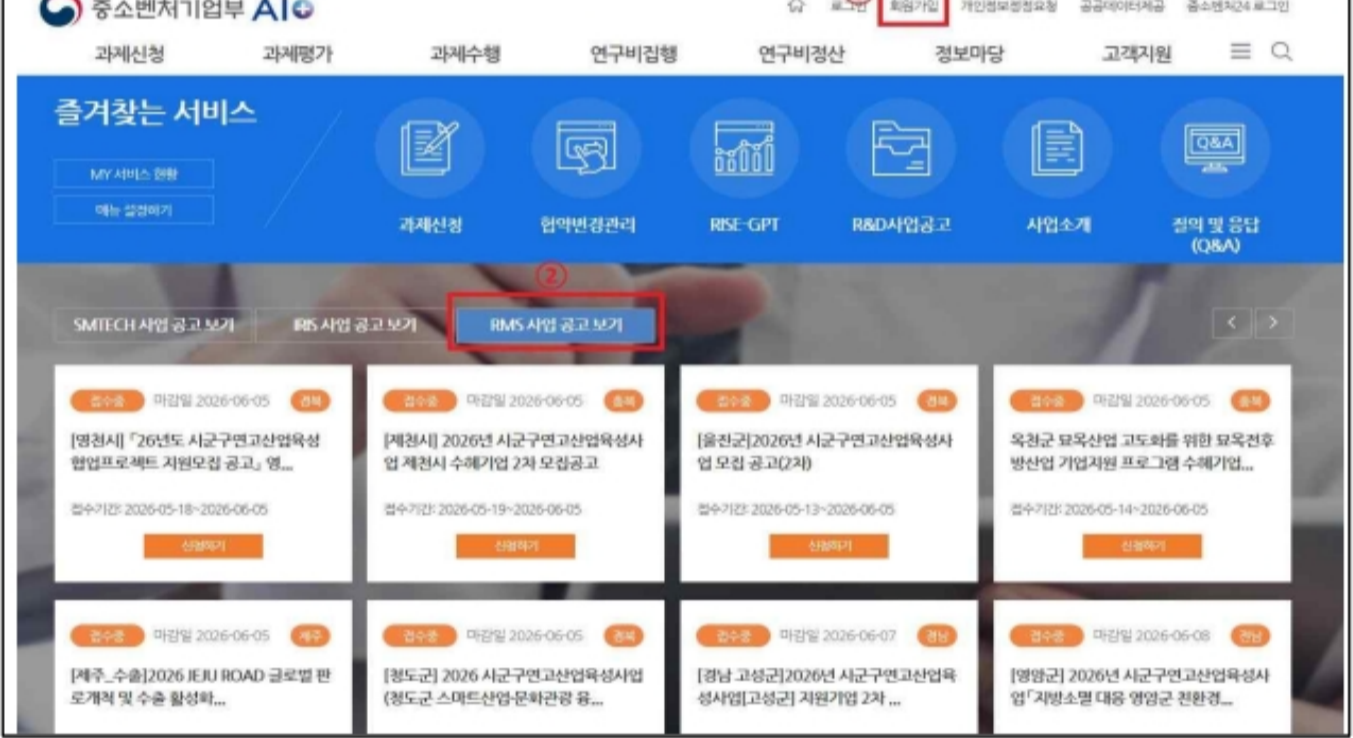 중소벤처기업부 AIO
로그인 회원가입 개인정보정정요청 공공데이터제공 중소벤처24 로그인
과제신청 과제평가 과제수행 연구비집행 연구비정산 정보마당 고객지원
즐겨찾는 서비스
MY 서비스 현황
메뉴 설정하기
Q&A
과제신청 협약변경관리 RISE-GPT R&D사업공고 사업소개 질의 및 응답
(Q&A)
②
SMTECH 사업 공고 보기 IRIS 사업 공고 보기 RMS 사업 공고 보기
접수중 마감일 2026-06-05 경북
[영천시] 「26년도 시군구연고산업육성
협업프로젝트 지원모집 공고」 영...
접수기간: 2026-05-18~2026-06-05
신청하기
접수중 마감일 2026-06-05 충북
[제천시] 2026년 시군구연고산업육성사
업 제천시 수혜기업 2차 모집공고
접수기간: 2026-05-19~2026-06-05
신청하기
접수중 마감일 2026-06-05 경북
[울진군]2026년 시군구연고산업육성사
업 모집 공고(2차)
접수기간: 2026-05-13~2026-06-05
신청하기
접수중 마감일 2026-06-05 충북
옥천군 묘목산업 고도화를 위한 묘목전후
방산업 기업지원 프로그램 수혜기업...
접수기간: 2026-05-14~2026-06-05
신청하기
접수중 마감일 2026-06-05 제주
[제주_수출]2026 JEJU ROAD 글로벌 판
로개척 및 수출 활성화...
접수중 마감일 2026-06-05 경북
[청도군] 2026 시군구연고산업육성사업
(청도군 스마트산업-문화관광 융...
접수중 마감일 2026-06-07 경남
[경남 고성군]2026년 시군구연고산업육
성사업[고성군] 지원기업 2차 ...
접수중 마감일 2026-06-08 전남
[영암군] 2026년 시군구연고산업육성사
업「지방소멸 대응 영암군 친환경...